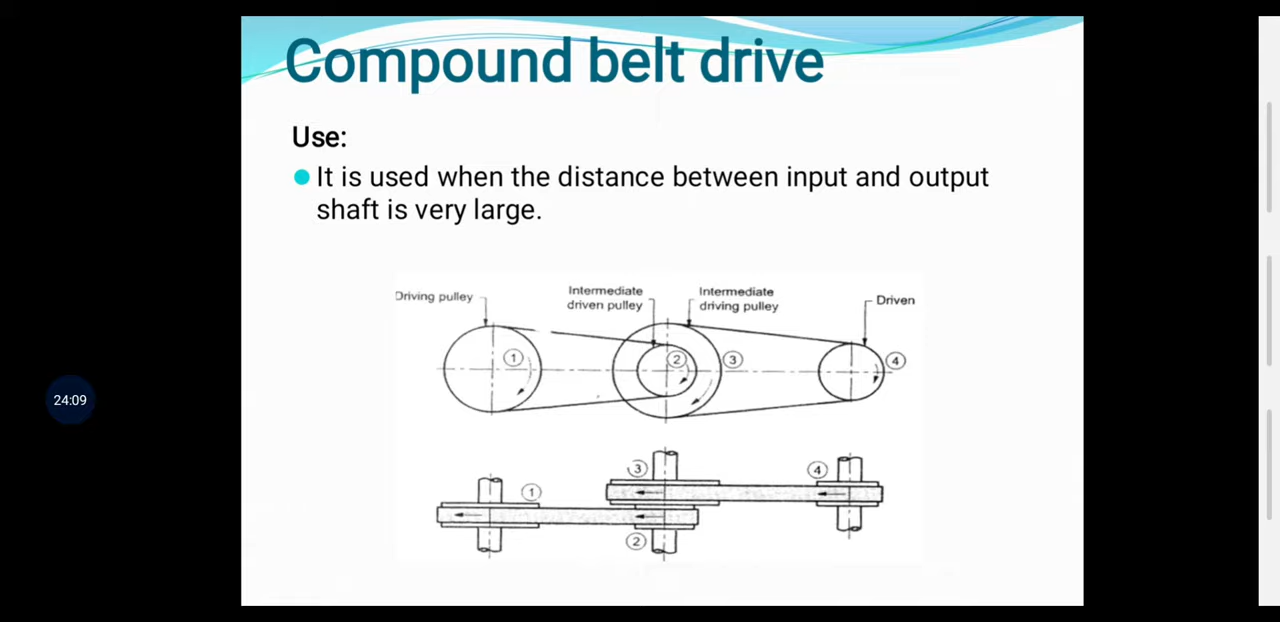 Compound belt drive
Use:
It is used when the distance between input and output
shaft is very large.
Driving pulley
Intermediate
driven pulley
Intermediate
driving pulley
Driven
1
2
3
4
24:09
3
4
1
2